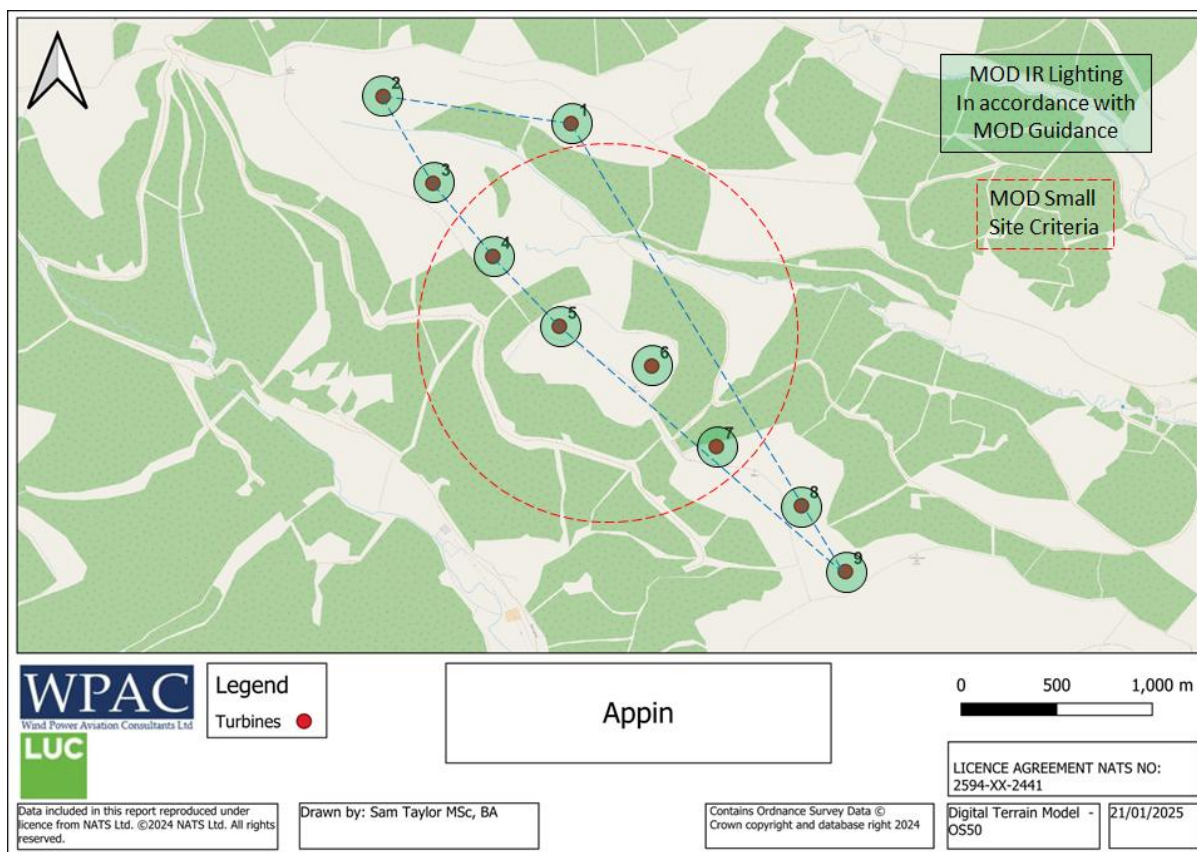 2
1
3
4
5
6
7
8
9
MOD IR Lighting
In accordance with
MOD Guidance
MOD Small
Site Criteria
WPAC
Wind Power Aviation Consultants Ltd
LUC
Legend
Turbines
Appin
0 500 1,000 m
LICENCE AGREEMENT NATS NO:
2594-XX-2441
Data included in this report reproduced under
licence from NATS Ltd. ©2024 NATS Ltd. All rights
reserved.
Drawn by: Sam Taylor MSc, BA
Contains Ordnance Survey Data ©
Crown copyright and database right 2024
Digital Terrain Model -
OS50
21/01/2025